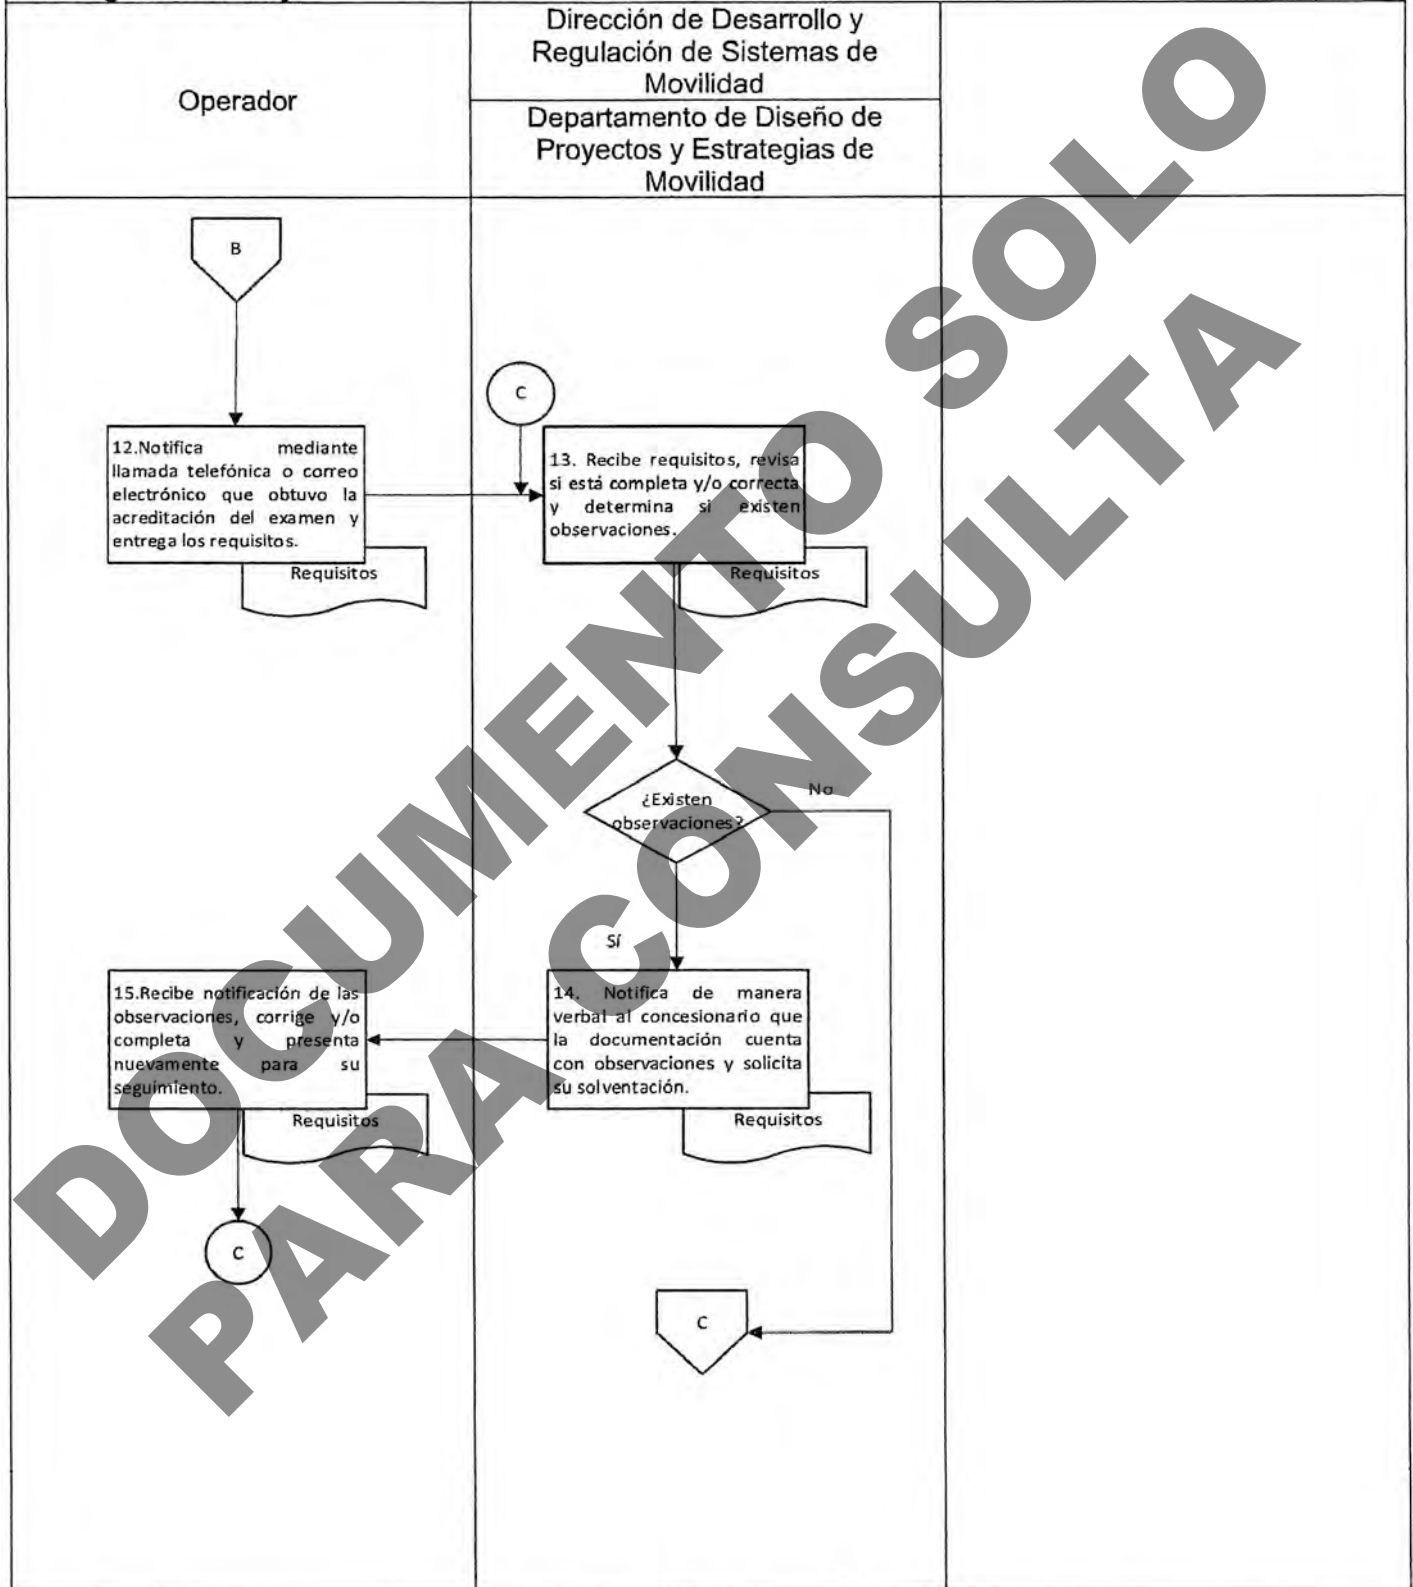 Operador
Dirección de Desarrollo y
Regulación de Sistemas de
Movilidad
Departamento de Diseño de
Proyectos y Estrategias de
Movilidad
B
C
12.Notifica mediante
llamada telefónica o correo
electrónico que obtuvo la
acreditación del examen y
entrega los requisitos.
Requisitos
13. Recibe requisitos, revisa
si está completa y/o correcta
y determina si existen
observaciones.
Requisitos
¿Existen
observaciones?
No
Sí
14. Notifica de manera
verbal al concesionario que
la documentación cuenta
con observaciones y solicita
su solventación.
Requisitos
15.Recibe notificación de las
observaciones, corrige y/o
completa y presenta
nuevamente para su
seguimiento.
Requisitos
C
C
DOCUMENTO SOLO
PARA CONSULTA